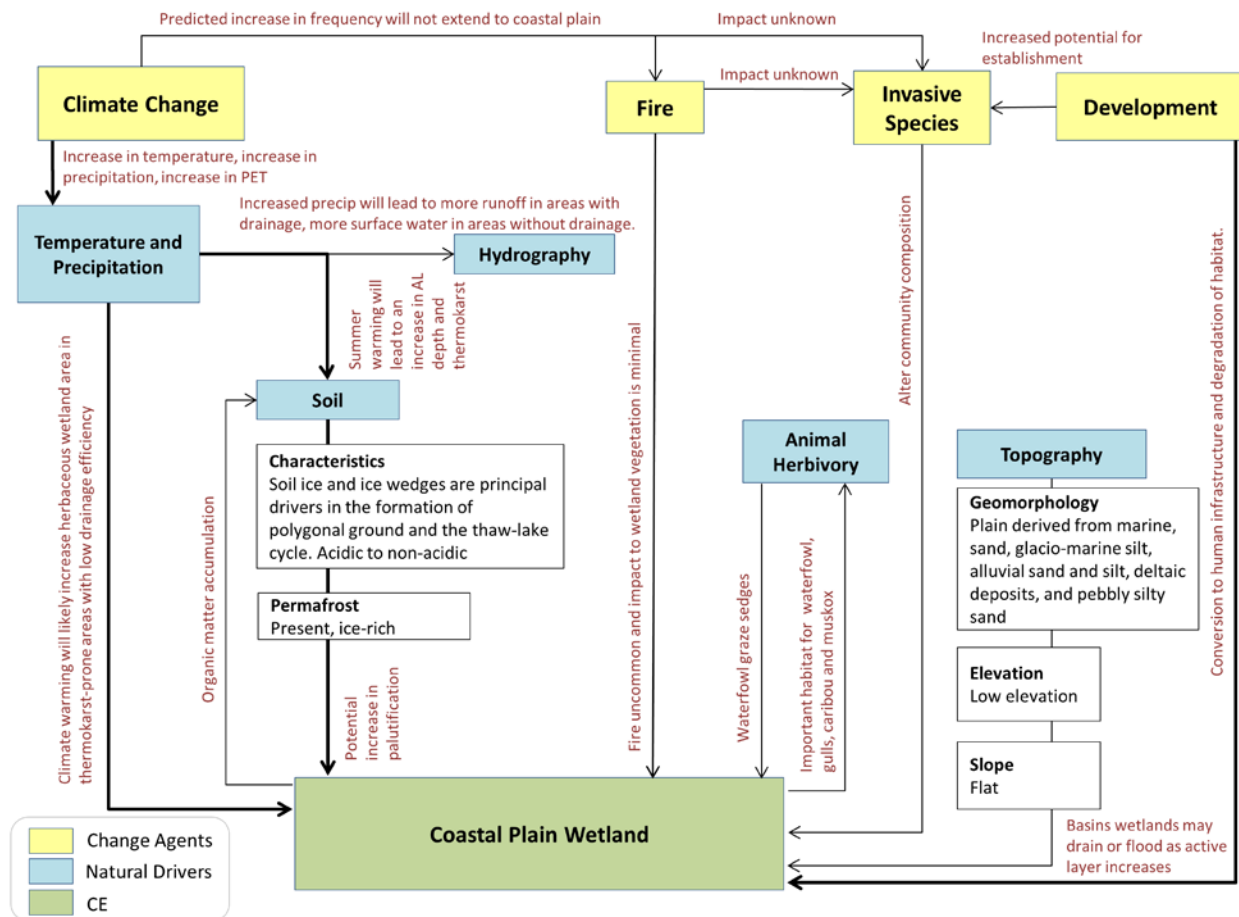 Predicted increase in frequency will not extend to coastal plain
Impact unknown
Increased potential for
establishment
Climate Change
Fire
Impact unknown
Invasive
Species
Development
Increase in temperature, increase in
precipitation, increase in PET
Increased precip will lead to more runoff in areas with
drainage, more surface water in areas without drainage.
Temperature and
Precipitation
Hydrography
Summer
warming will
lead to an
increase in AL
depth and
thermokarst
Soil
Characteristics
Soil ice and ice wedges are principal
drivers in the formation of
polygonal ground and the thaw-lake
cycle. Acidic to non-acidic
Permafrost
Present, ice-rich
Potential
increase in
palutification
Organic matter accumulation
Climate warming will likely increase herbaceous wetland area in
thermokarst-prone areas with low drainage efficiency
Fire uncommon and impact to wetland vegetation is minimal
Animal
Herbivory
Waterfowl graze sedges
Important habitat for waterfowl,
gulls, caribou and muskox
Alter community composition
Topography
Geomorphology
Plain derived from marine,
sand, glacio-marine silt,
alluvial sand and silt, deltaic
deposits, and pebbly silty
sand
Elevation
Low elevation
Slope
Flat
Conversion to human infrastructure and degradation of habitat.
Basins wetlands may
drain or flood as active
layer increases
Coastal Plain Wetland
Change Agents
Natural Drivers
CE